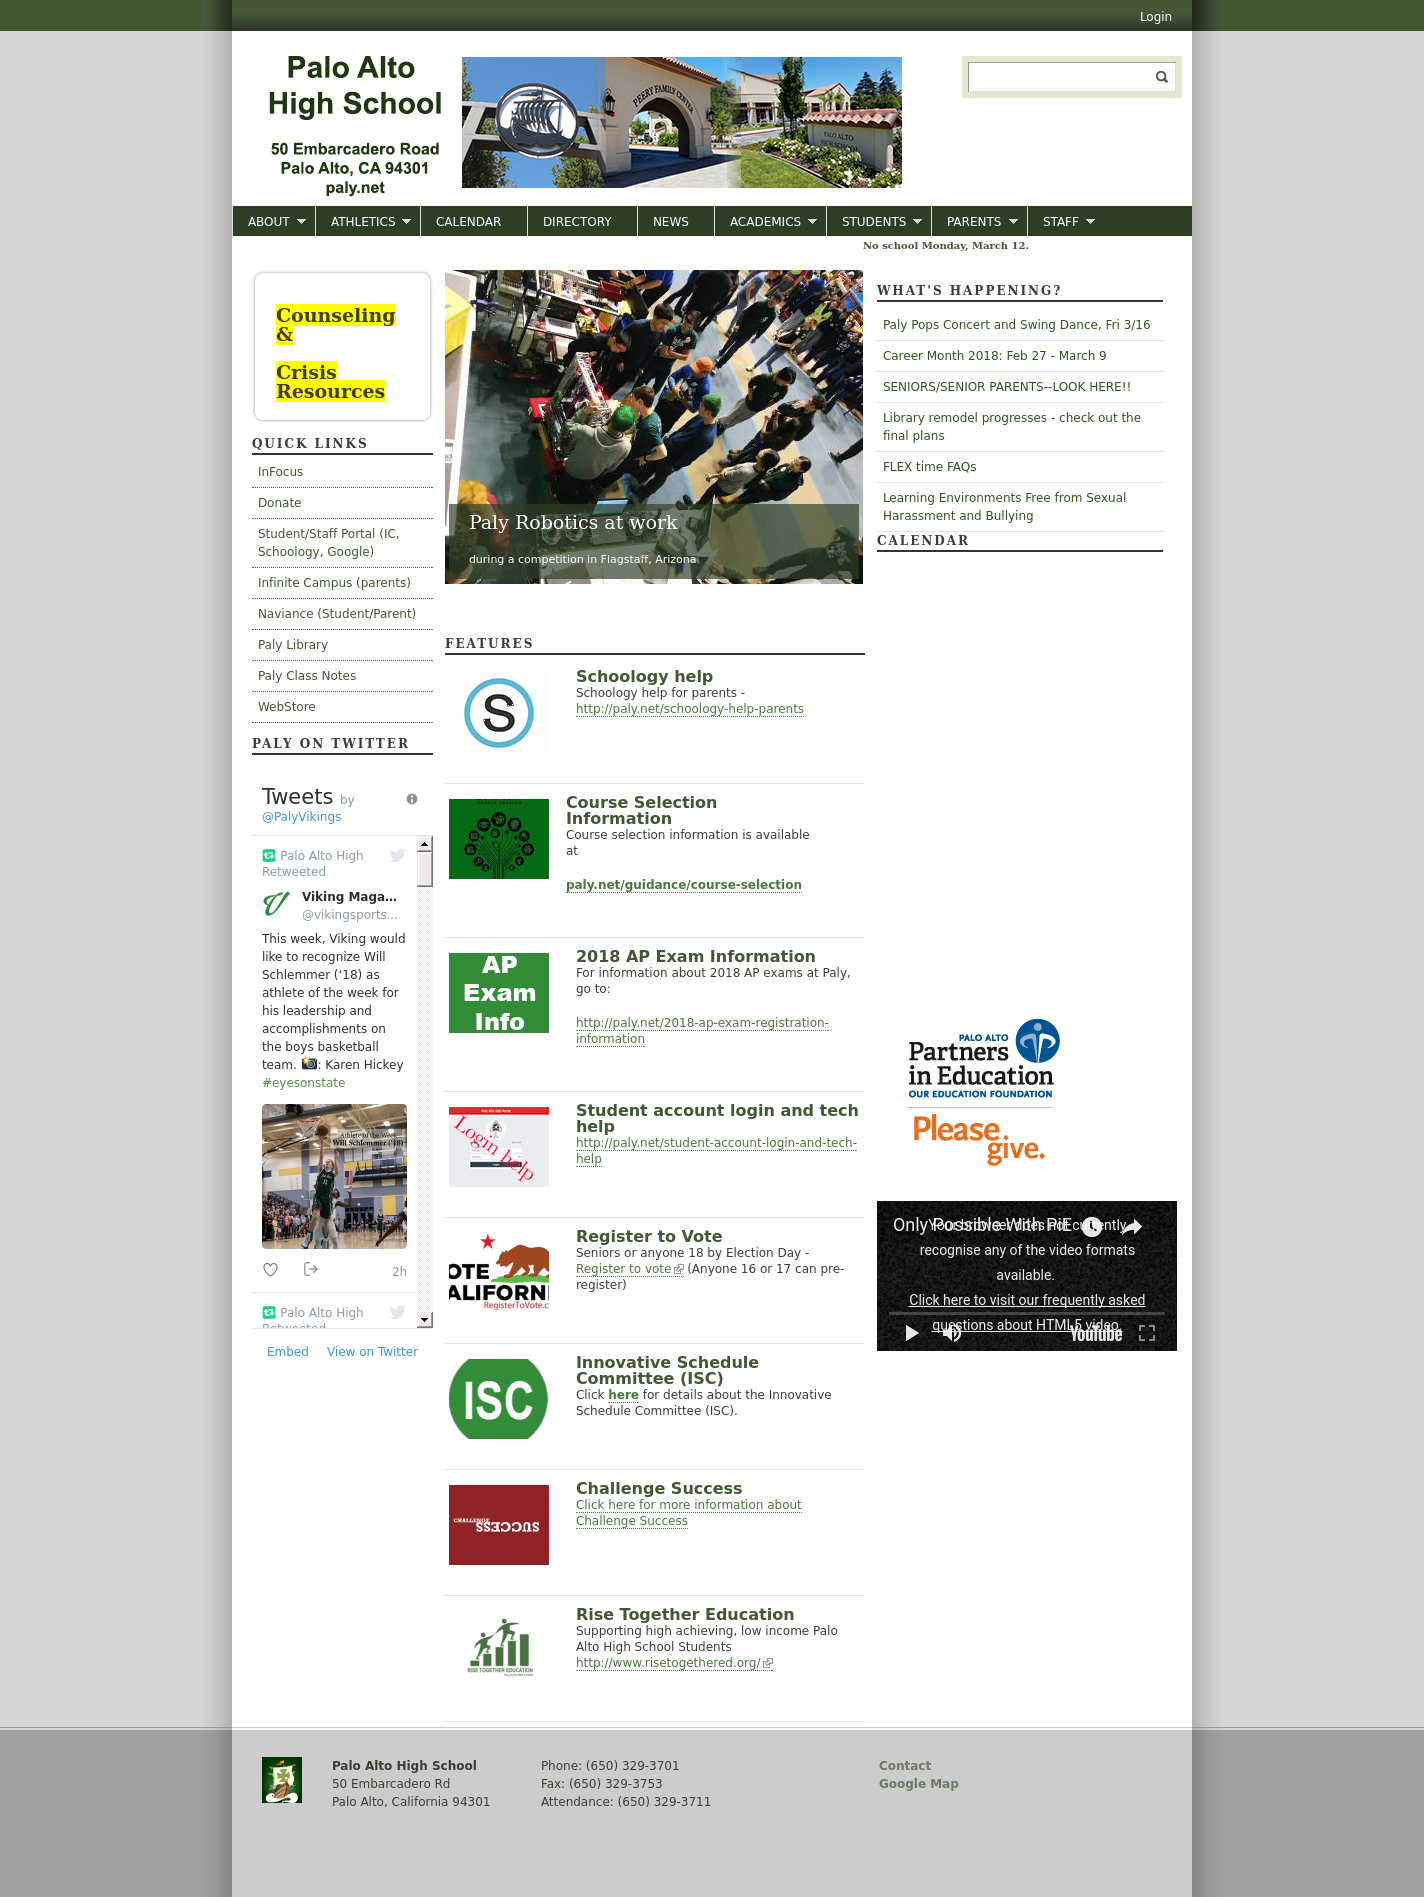 Login
Palo Alto
High School
50 Embarcadero Road
Palo Alto, CA 94301
paly.net
PEERY FAMILY CENTER
PALO ALTO
HIGH SCHOOL
ABOUT
ATHLETICS
CALENDAR
DIRECTORY
NEWS
ACADEMICS
STUDENTS
PARENTS
STAFF
No school Monday, March 12.
Counseling
&
Crisis
Resources
QUICK LINKS
InFocus
Donate
Student/Staff Portal (IC,
Schoology, Google)
Infinite Campus (parents)
Naviance (Student/Parent)
Paly Library
Paly Class Notes
WebStore
PALY ON TWITTER
Tweets by
@PalyVikings
Palo Alto High
Retweeted
Viking Maga...
@vikingsports...
This week, Viking would
like to recognize Will
Schlemmer ('18) as
athlete of the week for
his leadership and
accomplishments on
the boys basketball
team. : Karen Hickey
#eyesonstate
Athlete of the Week
Will Schlemmer ('18)
2h
Palo Alto High
Retweeted
Embed
View on Twitter
Paly Robotics at work
during a competition in Flagstaff, Arizona
FEATURES
S
Schoology help
Schoology help for parents -
http://paly.net/schoology-help-parents
Course Selection
Information
Course selection information is available
at
paly.net/guidance/course-selection
AP
Exam
Info
2018 AP Exam Information
For information about 2018 AP exams at Paly,
go to:
http://paly.net/2018-ap-exam-registration-
information
Login help
Student account login and tech
help
http://paly.net/student-account-login-and-tech-
help
OTE
ALIFORNI
RegisterToVote.c
Register to Vote
Seniors or anyone 18 by Election Day -
Register to vote (Anyone 16 or 17 can pre-
register)
ISC
Innovative Schedule
Committee (ISC)
Click here for details about the Innovative
Schedule Committee (ISC).
CHALLENGE
SUCCESS
Challenge Success
Click here for more information about
Challenge Success
RISE TOGETHER EDUCATION
Rise Together Education
Supporting high achieving, low income Palo
Alto High School Students
http://www.risetogethered.org/
WHAT'S HAPPENING?
Paly Pops Concert and Swing Dance, Fri 3/16
Career Month 2018: Feb 27 - March 9
SENIORS/SENIOR PARENTS--LOOK HERE!!
Library remodel progresses - check out the
final plans
FLEX time FAQs
Learning Environments Free from Sexual
Harassment and Bullying
CALENDAR
PALO ALTO
Partners
in Education
OUR EDUCATION FOUNDATION
Please
give.
Only Possible With PiE
Your browser does not currently
recognise any of the video formats
available.
Click here to visit our frequently asked
questions about HTML5 video.
YouTube
Palo Alto High School
50 Embarcadero Rd
Palo Alto, California 94301
Phone: (650) 329-3701
Fax: (650) 329-3753
Attendance: (650) 329-3711
Contact
Google Map